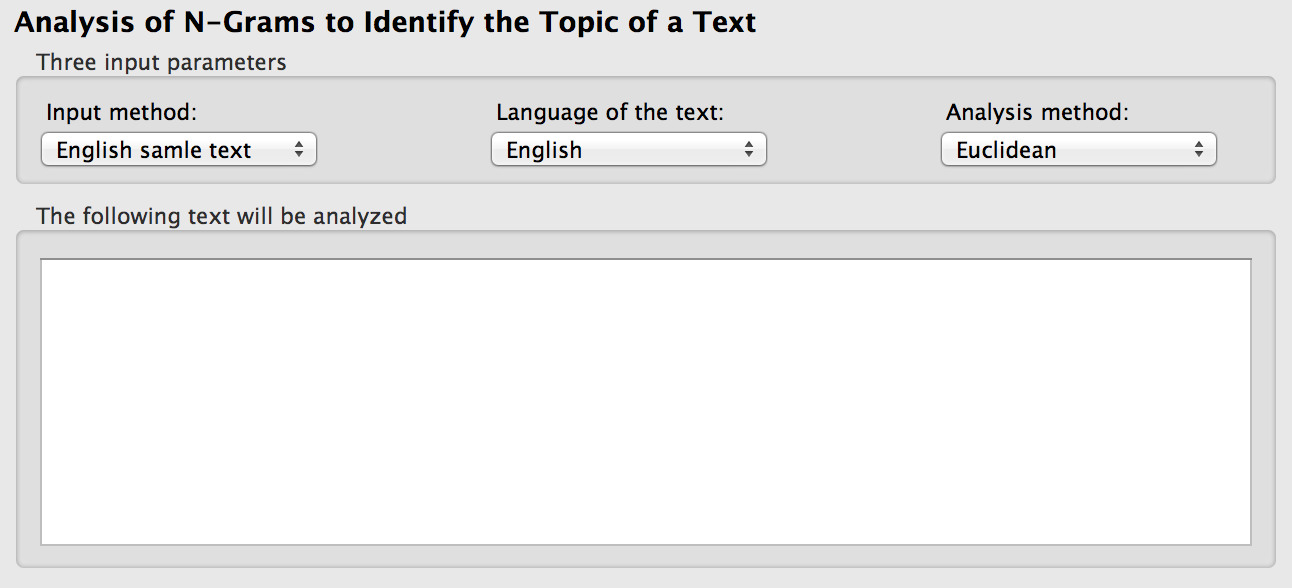 Analysis of N-Grams to Identify the Topic of a Text
Three input parameters
Input method: Language of the text: Analysis method:
English samle text English Euclidean
The following text will be analyzed